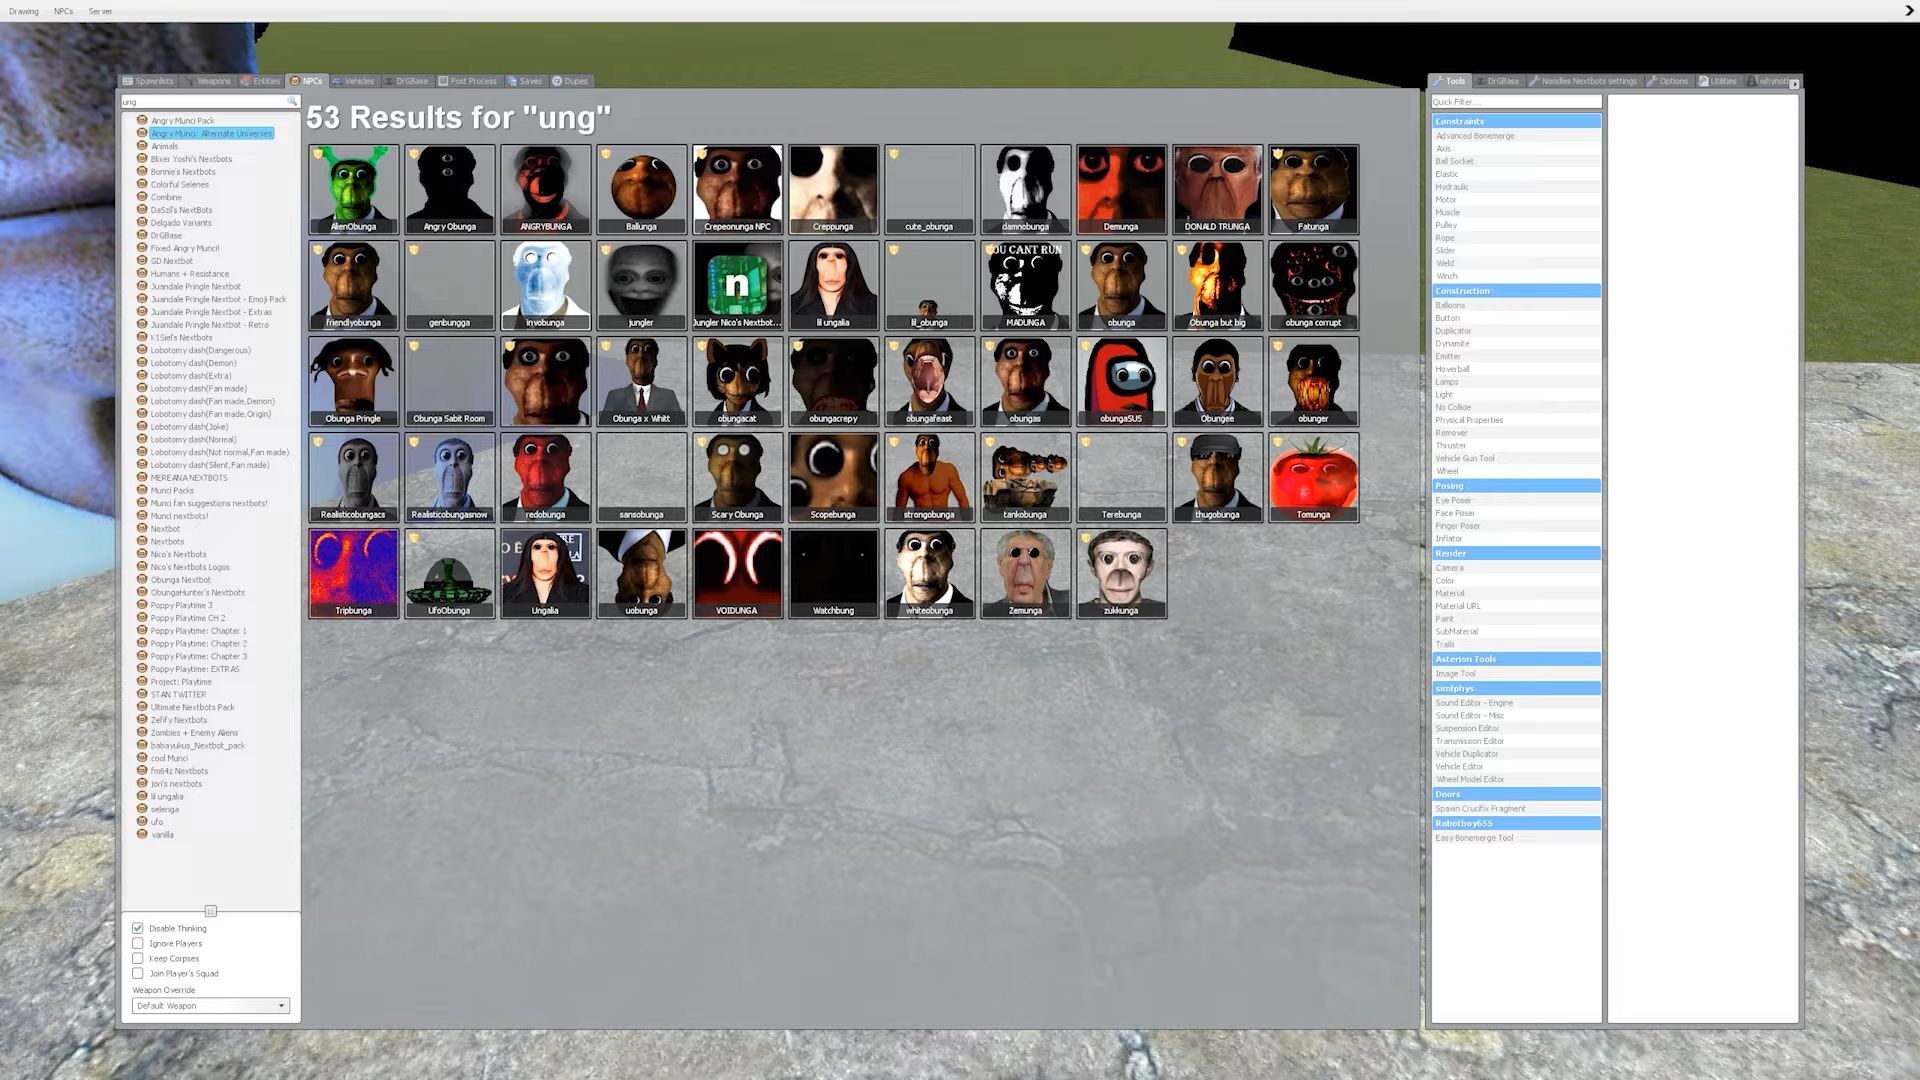 Drawing NPCs Server
Spawnlists Weapons Entities NPCs Vehicles DrGBase Post Process Saves Dupes
ung
Angry Munci Pack
Angry Munci: Alternate Universes
Animals
Blixer Yoshi's Nextbots
Bonnie's Nextbots
Colorful Selenes
Combine
DaSzil's NextBots
Delgado Variants
DrGBase
Fixed Angry Munci!
GD Nextbot
Humans + Resistance
Juandale Pringle Nextbot
Juandale Pringle Nextbot - Emoji Pack
Juandale Pringle Nextbot - Extras
Juandale Pringle Nextbot - Retro
K1Siel's Nextbots
Lobotomy dash(Dangerous)
Lobotomy dash(Demon)
Lobotomy dash(Extra)
Lobotomy dash(Fan made)
Lobotomy dash(Fan made,Demon)
Lobotomy dash(Fan made,Origin)
Lobotomy dash(Joke)
Lobotomy dash(Normal)
Lobotomy dash(Not normal,Fan made)
Lobotomy dash(Silent,Fan made)
MEREANA NEXTBOTS
Munci Packs
Munci fan suggestions nextbots!
Munci nextbots!
Nextbot
Nextbots
Nico's Nextbots
Nico's Nextbots Logos
Obunga Nextbot
ObungaHunter's Nextbots
Poppy Playtime 3
Poppy Playtime CH 2
Poppy Playtime: Chapter 1
Poppy Playtime: Chapter 2
Poppy Playtime: Chapter 3
Poppy Playtime: EXTRAS
Project: Playtime
STAN TWITTER
Ultimate Nextbots Pack
Zefify Nextbots
Zombies + Enemy Aliens
babayukus_Nextbot_pack
cool Munci
fm64z Nextbots
jori's nextbots
lil ungalia
selenga
ufo
vanilla
Disable Thinking
Ignore Players
Keep Corpses
Join Player's Squad
Weapon Override
Default Weapon
53 Results for "ung"
AlienObunga Angry Obunga ANGRYBUNGA Ballunga Crepeonunga NPC Creppunga cute_obunga damnobunga Demunga DONALD TRUNGA Fatunga
OU CANT RUN
n
friendlyobunga genbungga invobunga jungler Jungler Nico's Nextbot... lil ungalia lil_obunga MADUNGA obunga Obunga but big obunga corrupt
Obunga Pringle Obunga Sabit Room Obunga x Whitt obungacat obungacrepy obungafeast obungas obungaSUS Obungee obunger
Realisticobungacs Realisticobungasnow redobunga sansobunga Scary Obunga Scopebunga strongobunga tankobunga Terebunga thugobunga Tomunga
Tripbunga UfoObunga Ungalia uobunga VOIDUNGA Watchbung whiteobunga Zemunga zukkunga
Tools DrGBase Noodles Nextbots settings Options Utilities whynot
Quick Filter...
Constraints
Advanced Bonemerge
Axis
Ball Socket
Elastic
Hydraulic
Motor
Muscle
Pulley
Rope
Slider
Weld
Winch
Construction
Balloons
Button
Duplicator
Dynamite
Emitter
Hoverball
Lamps
Light
No Collide
Physical Properties
Remover
Thruster
Vehicle Gun Tool
Wheel
Posing
Eye Poser
Face Poser
Finger Poser
Inflator
Render
Camera
Color
Material
Material URL
Paint
SubMaterial
Trails
Asterion Tools
Image Tool
simfphys
Sound Editor - Engine
Sound Editor - Misc
Suspension Editor
Transmission Editor
Vehicle Duplicator
Vehicle Editor
Wheel Model Editor
Doors
Spawn Crucifix Fragment
Robotboy655
Easy Bonemerge Tool